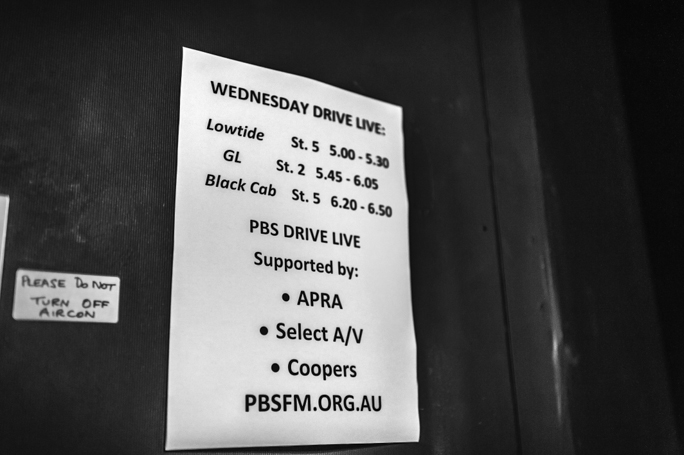 WEDNESDAY DRIVE LIVE:
Lowtide St. 5 5.00 - 5.30
GL St. 2 5.45 - 6.05
Black Cab St. 5 6.20 - 6.50
PBS DRIVE LIVE
Supported by:
• APRA
• Select A/V
• Coopers
PBSFM.ORG.AU
PLEASE DO NOT
TURN OFF
AIRCON